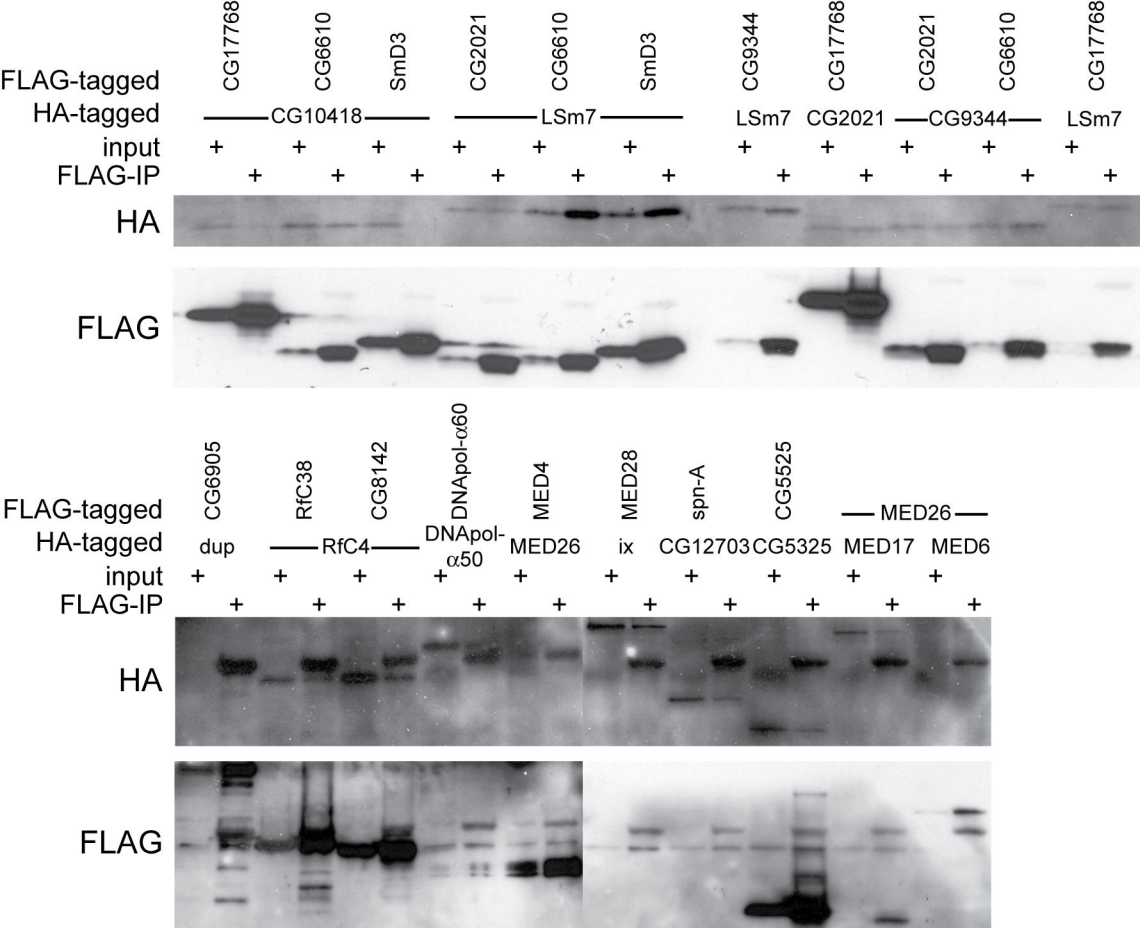 CG17768 CG6610 SmD3 CG2021 CG6610 SmD3 CG9344 CG17768 CG2021 CG6610 CG17768
FLAG-tagged
HA-tagged CG10418 LSm7 LSm7 CG2021 CG9344 LSm7
input + + + + + + + + + + +
FLAG-IP + + + + + + + + + + +
HA
FLAG
CG6905 RfC38 CG8142 DNApol-α60 MED4 MED28 spn-A CG5525
FLAG-tagged MED26
HA-tagged dup RfC4 DNApol-α50 MED26 ix CG12703 CG5325 MED17 MED6
input + + + + + + + + + +
FLAG-IP + + + + + + + + + +
HA
FLAG